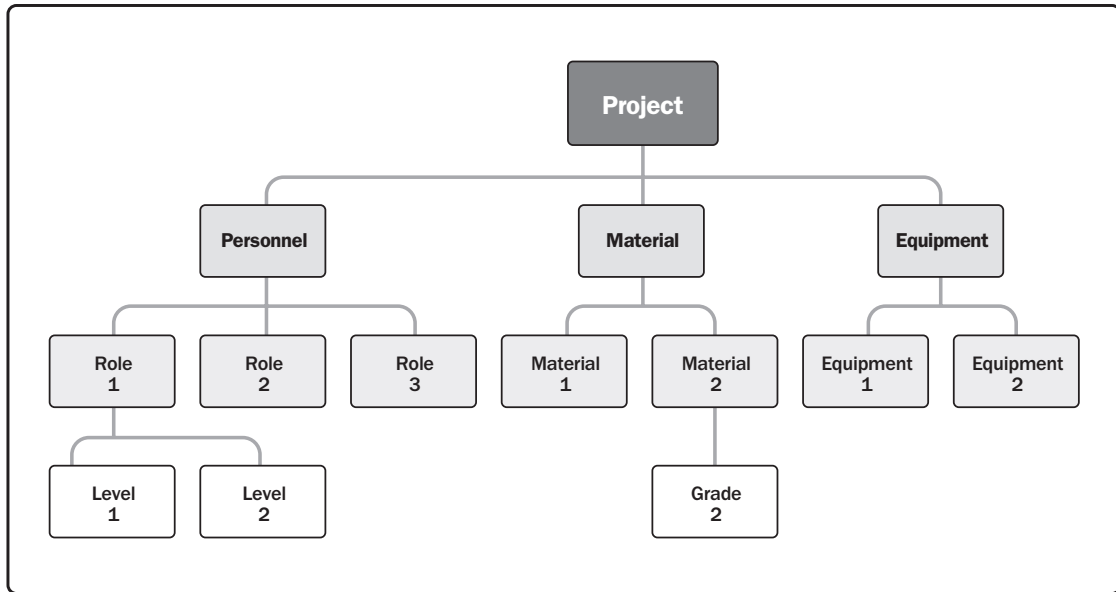 Project
Personnel
Material
Equipment
Role
1
Role
2
Role
3
Material
1
Material
2
Equipment
1
Equipment
2
Level
1
Level
2
Grade
2